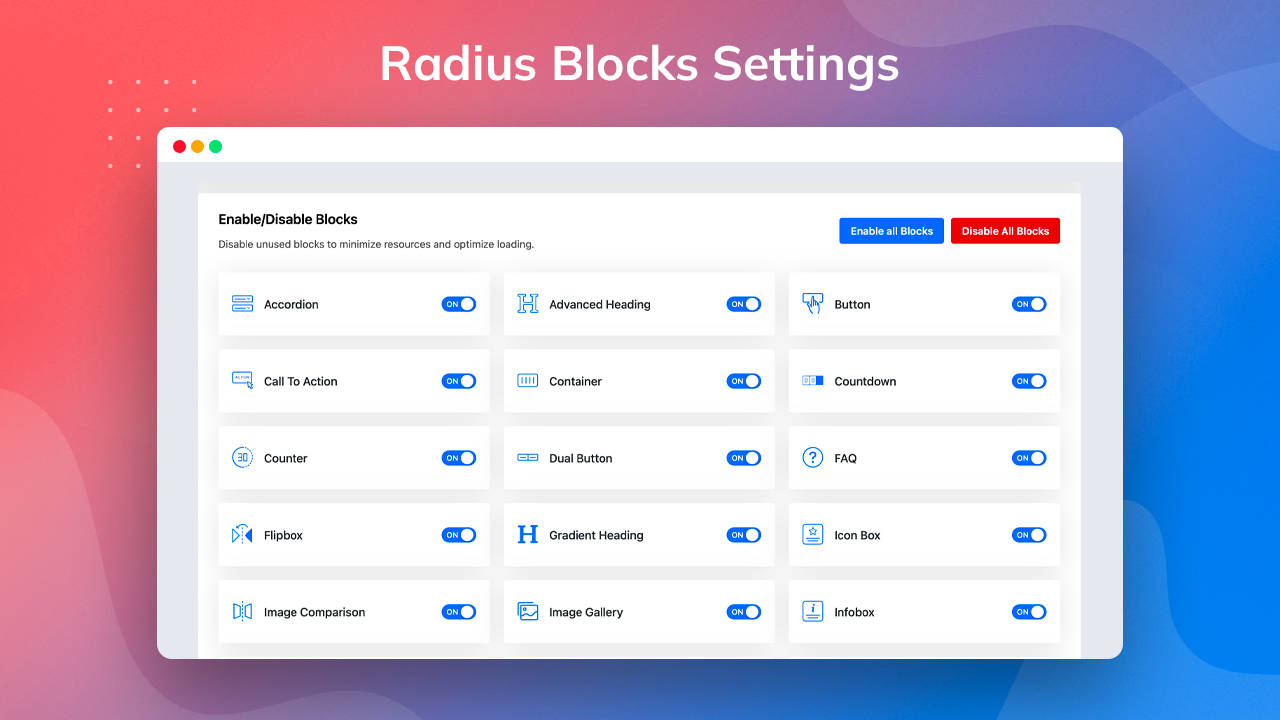 Radius Blocks Settings
Enable/Disable Blocks
Disable unused blocks to minimize resources and optimize loading.
Enable all Blocks
Disable All Blocks
Accordion
ON
Advanced Heading
ON
Button
ON
ACTION
Call To Action
ON
Container
ON
Countdown
ON
30
Counter
ON
Dual Button
ON
?
FAQ
ON
Flipbox
ON
H
Gradient Heading
ON
Icon Box
ON
Image Comparison
ON
Image Gallery
ON
i
Infobox
ON